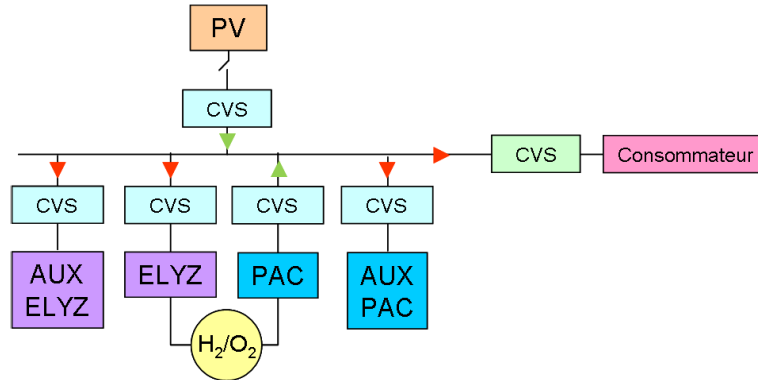 PV
CVS
CVS
Consommateur
CVS
CVS
CVS
CVS
AUX
ELYZ
ELYZ
PAC
AUX
PAC
H₂/O₂